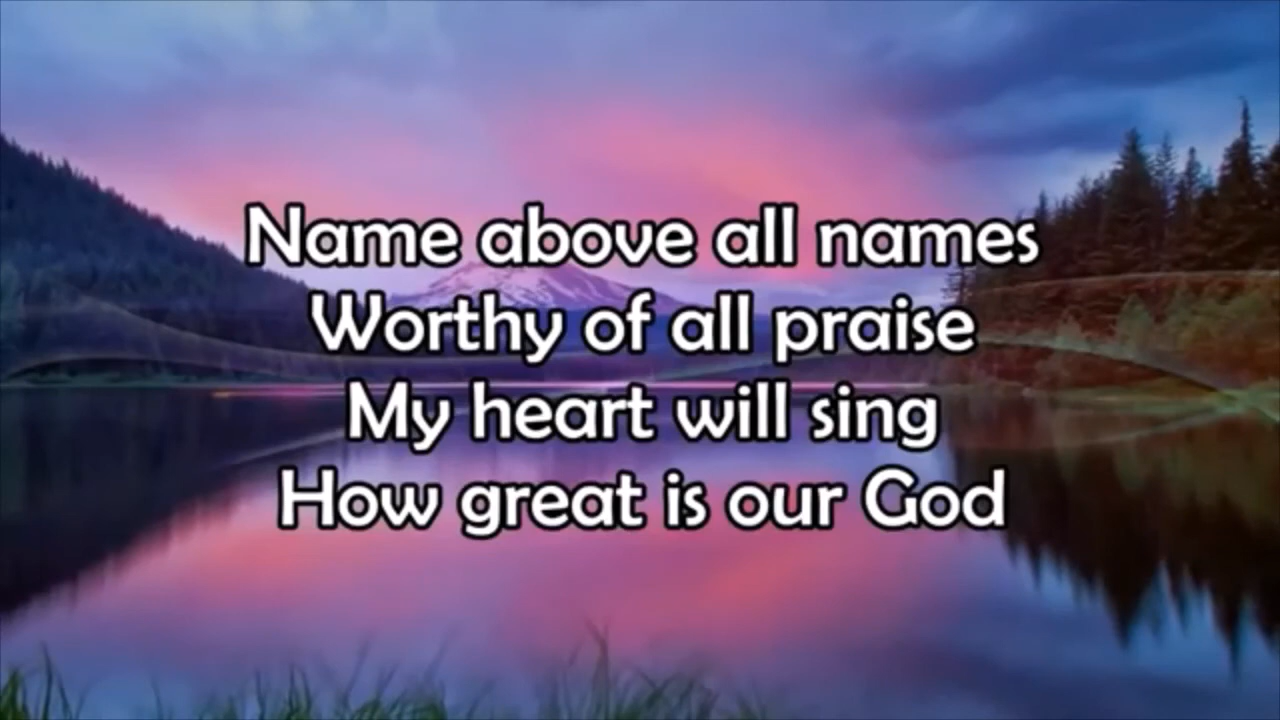 Name above all names
Worthy of all praise
My heart will sing
How great is our God